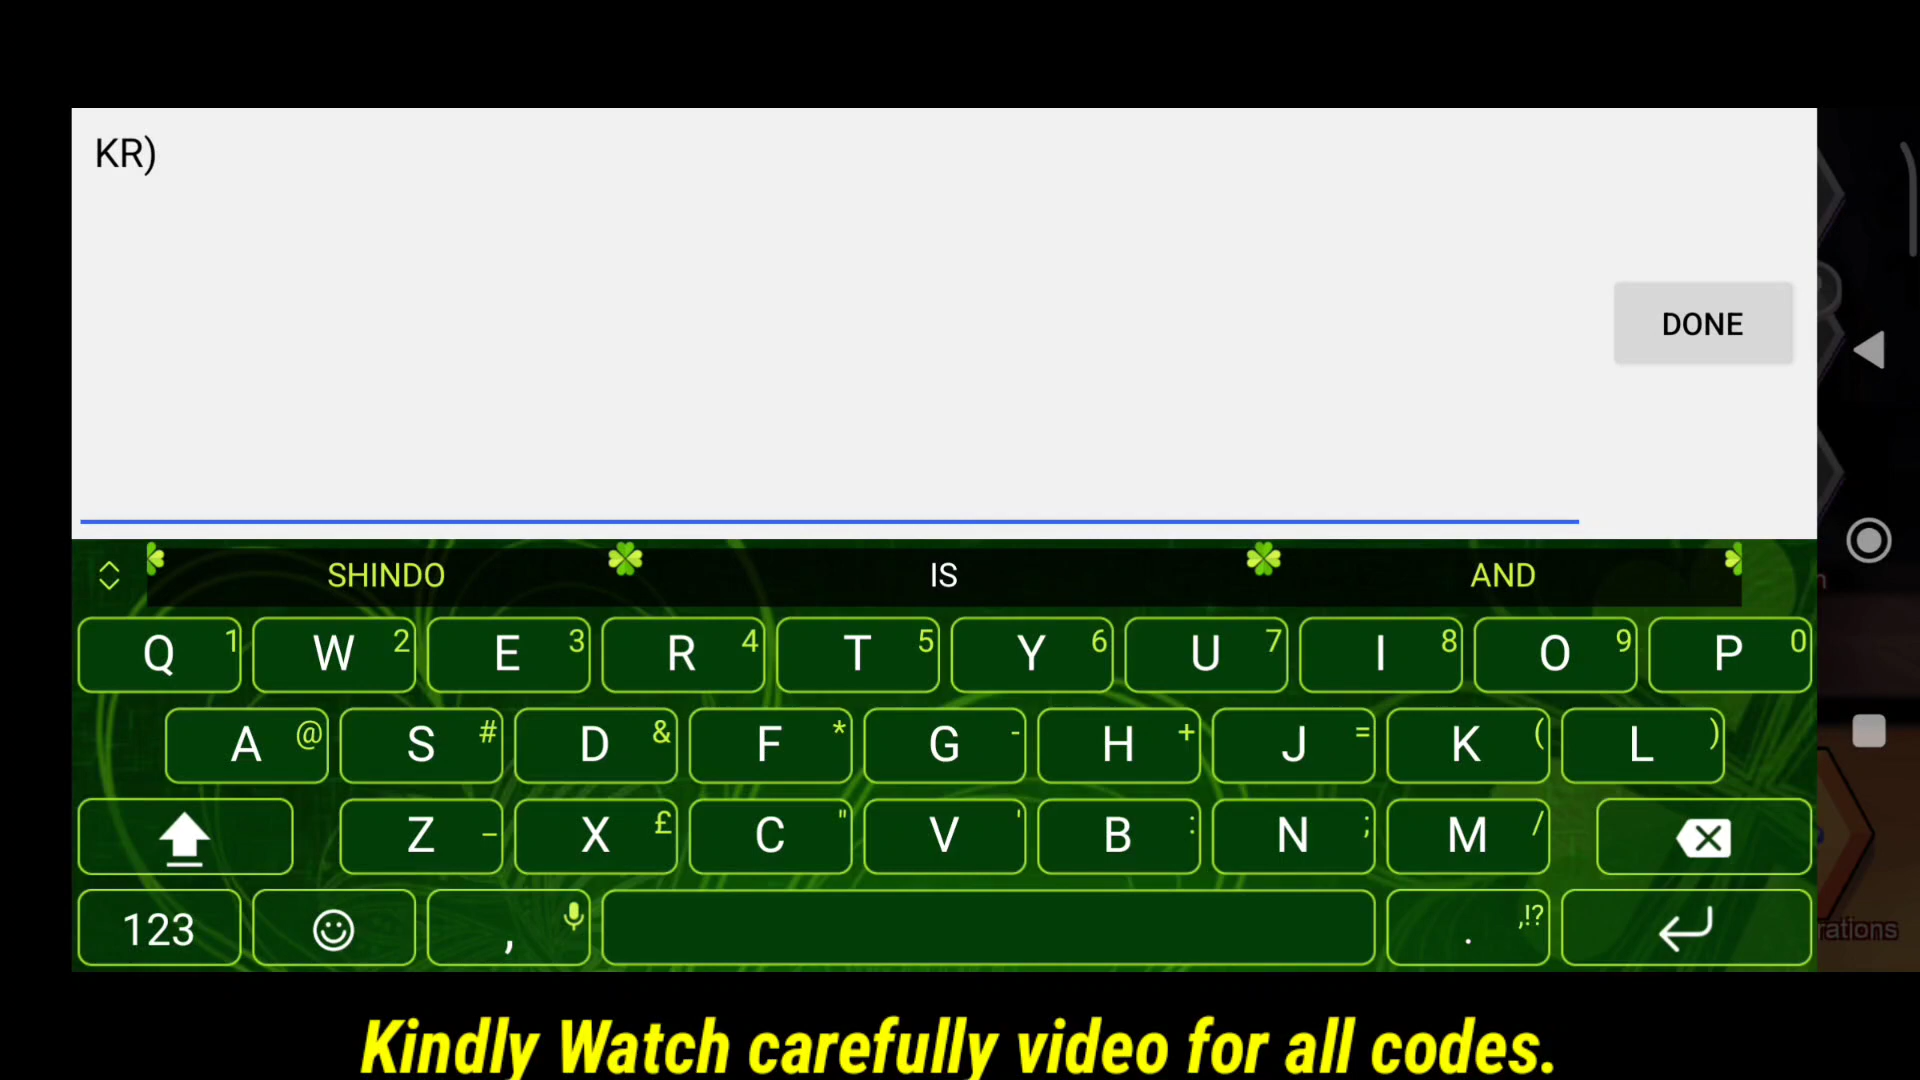 KR)
DONE
SHINDO IS AND
Q 1 W 2 E 3 R 4 T 5 Y 6 U 7 I 8 O 9 P 0
A @ S # D & F * G - H + J = K ( L )
Z _ X £ C " V ' B : N ; M /
123 , . ,!?
rations
Kindly Watch carefully video for all codes.